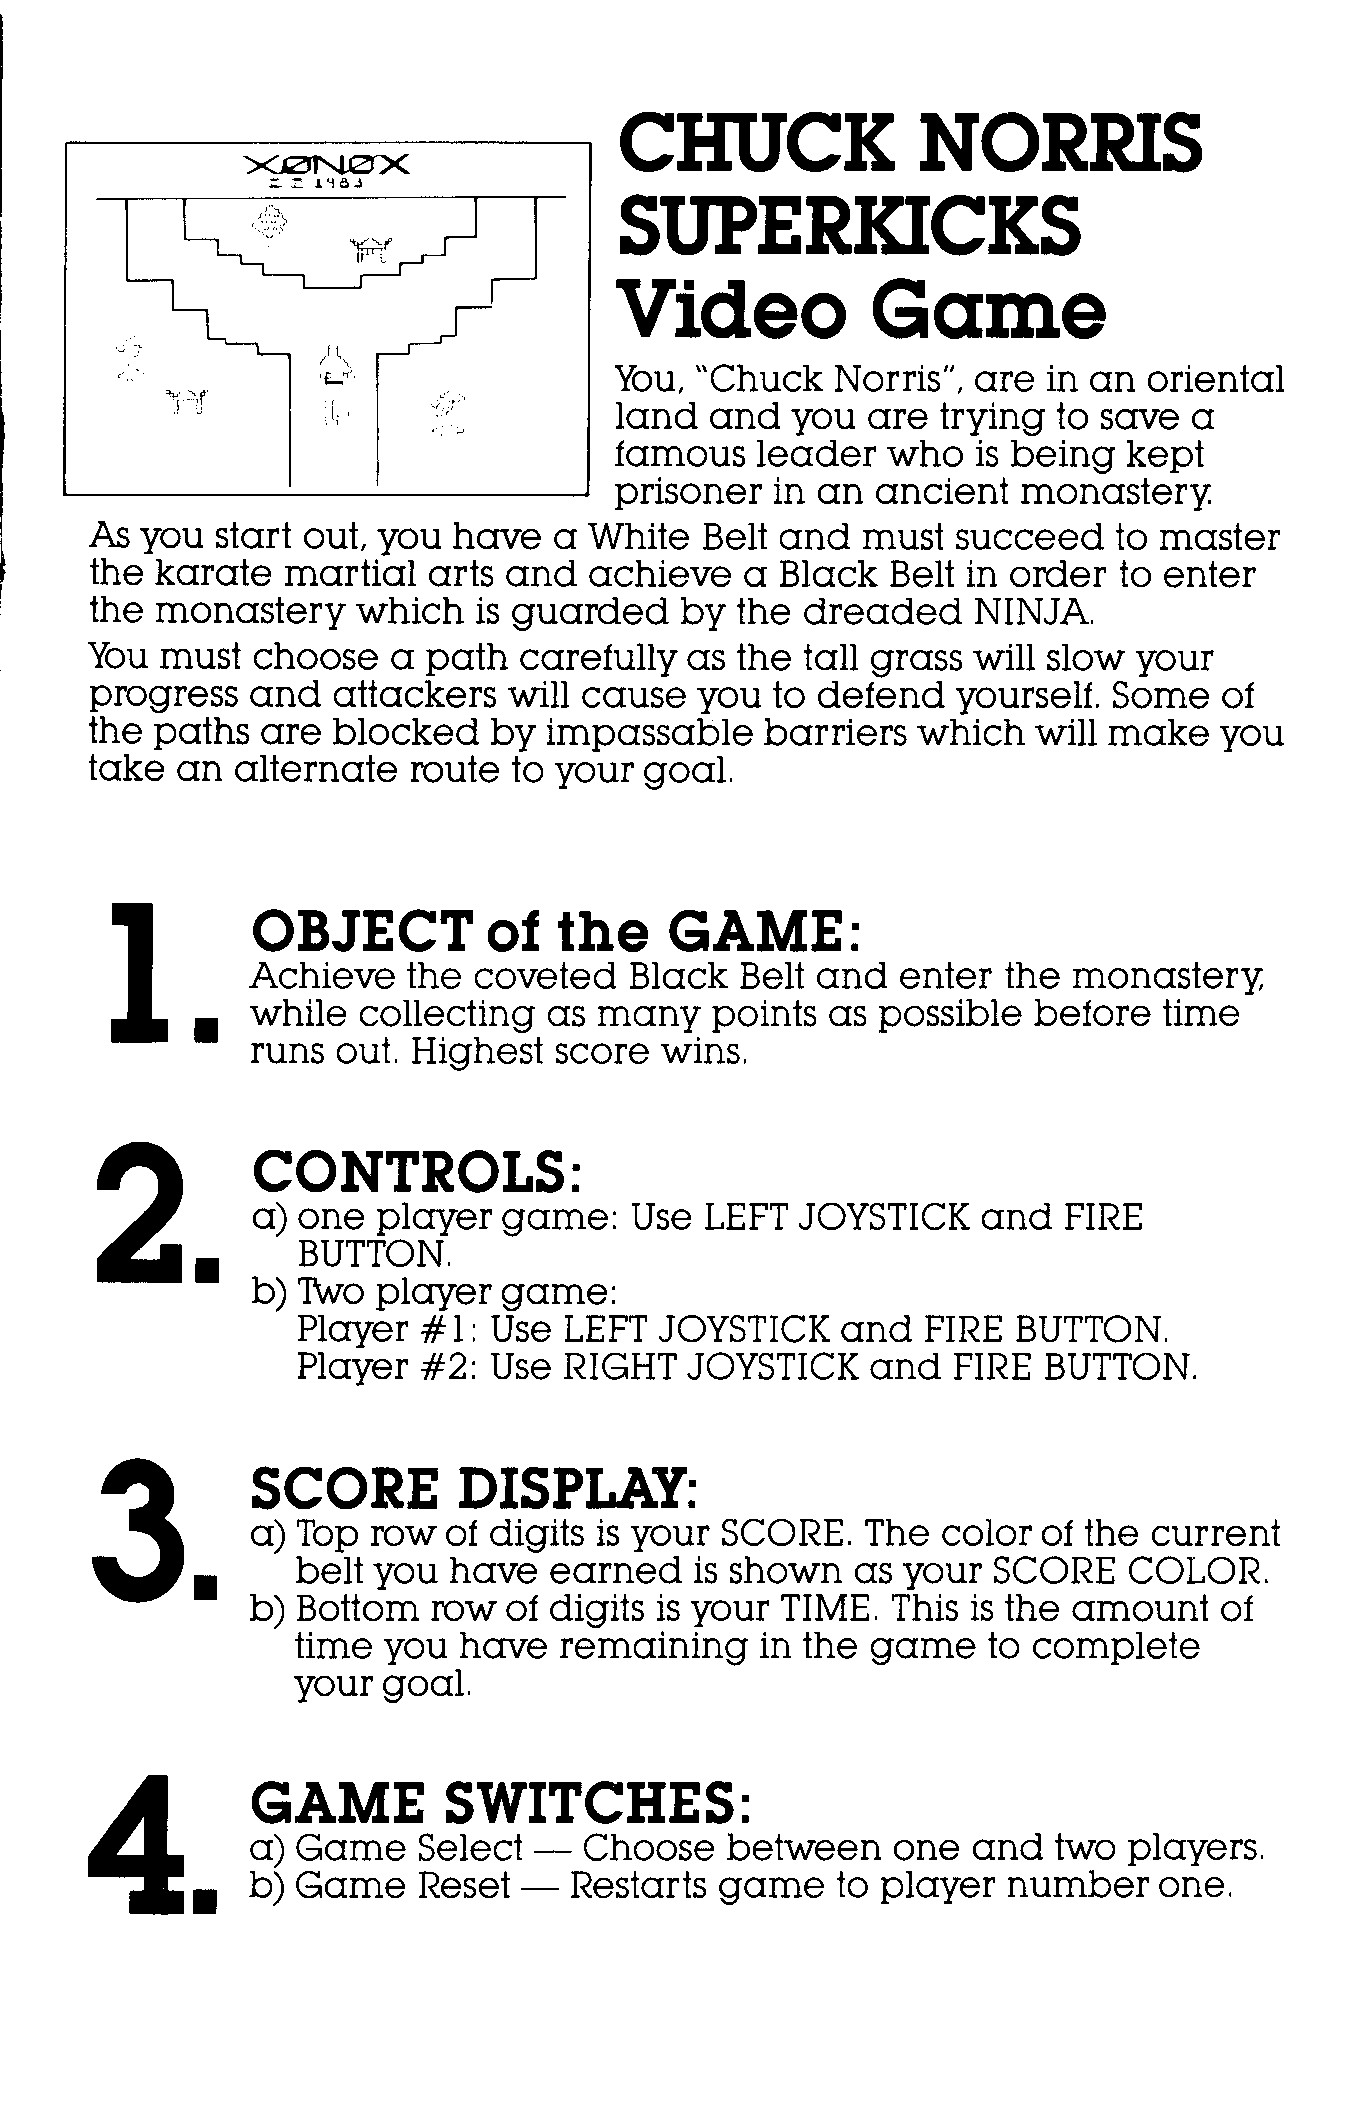 XØNØX
1983
CHUCK NORRIS
SUPERKICKS
Video Game
You, "Chuck Norris", are in an oriental
land and you are trying to save a
famous leader who is being kept
prisoner in an ancient monastery.
As you start out, you have a White Belt and must succeed to master
the karate martial arts and achieve a Black Belt in order to enter
the monastery which is guarded by the dreaded NINJA.
You must choose a path carefully as the tall grass will slow your
progress and attackers will cause you to defend yourself. Some of
the paths are blocked by impassable barriers which will make you
take an alternate route to your goal.
1. OBJECT of the GAME:
Achieve the coveted Black Belt and enter the monastery,
while collecting as many points as possible before time
runs out. Highest score wins.
2. CONTROLS:
a) one player game: Use LEFT JOYSTICK and FIRE
BUTTON.
b) Two player game:
Player #1: Use LEFT JOYSTICK and FIRE BUTTON.
Player #2: Use RIGHT JOYSTICK and FIRE BUTTON.
3. SCORE DISPLAY:
a) Top row of digits is your SCORE. The color of the current
belt you have earned is shown as your SCORE COLOR.
b) Bottom row of digits is your TIME. This is the amount of
time you have remaining in the game to complete
your goal.
4. GAME SWITCHES:
a) Game Select — Choose between one and two players.
b) Game Reset — Restarts game to player number one.